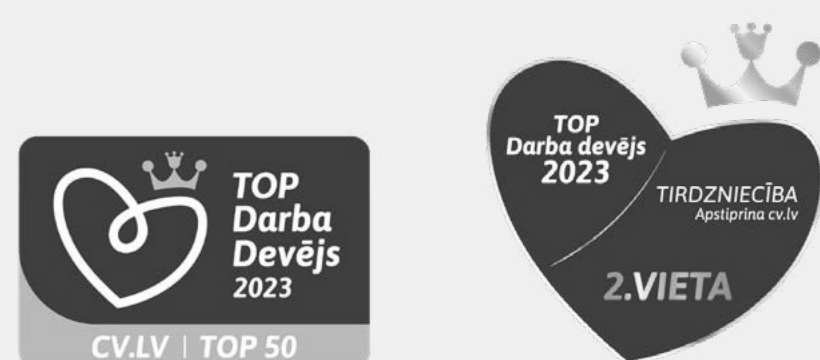 TOP
Darba
Devējs
2023
CV.LV | TOP 50
TOP
Darba devējs
2023
TIRDZNIECĪBA
Apstiprina cv.lv
2.VIETA